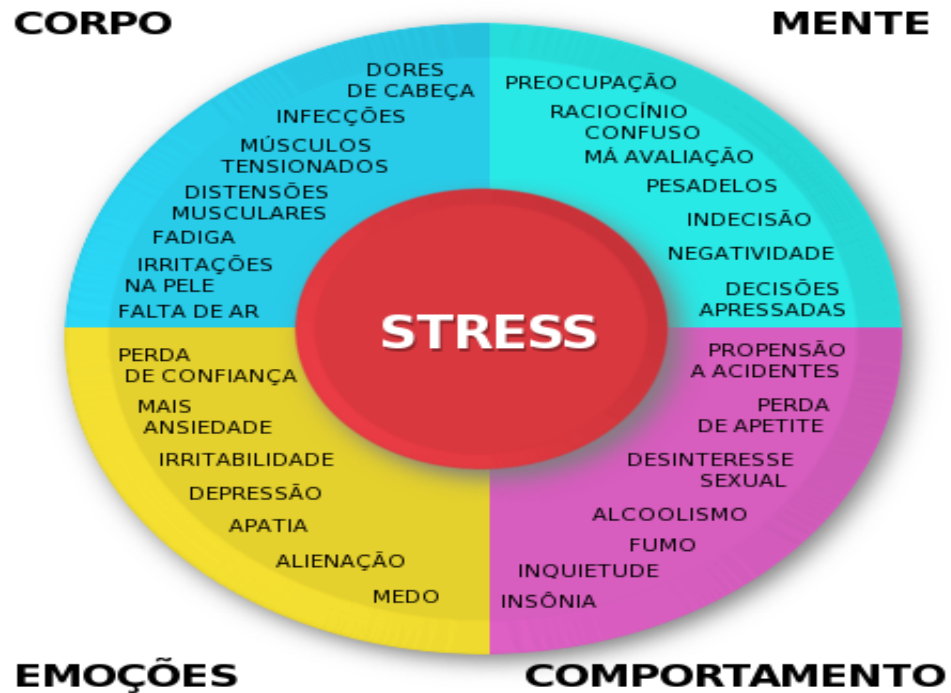 CORPO
MENTE
DORES
DE CABEÇA
INFECÇÕES
MÚSCULOS
TENSIONADOS
DISTENSÕES
MUSCULARES
FADIGA
IRRITAÇÕES
NA PELE
FALTA DE AR
PREOCUPAÇÃO
RACIOCÍNIO
CONFUSO
MÁ AVALIAÇÃO
PESADELOS
INDECISÃO
NEGATIVIDADE
DECISÕES
APRESSADAS
STRESS
PERDA
DE CONFIANÇA
MAIS
ANSIEDADE
IRRITABILIDADE
DEPRESSÃO
APATIA
ALIENAÇÃO
MEDO
PROPENSÃO
A ACIDENTES
PERDA
DE APETITE
DESINTERESSE
SEXUAL
ALCOOLISMO
FUMO
INQUIETUDE
INSÔNIA
EMOÇÕES
COMPORTAMENTO